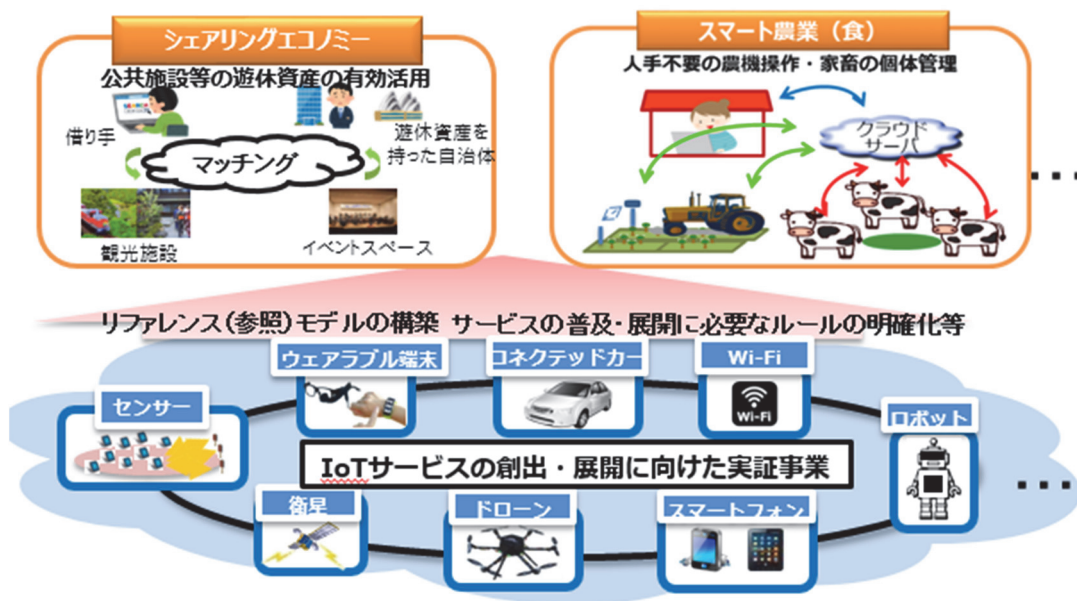 シェアリングエコノミー
公共施設等の遊休資産の有効活用
借り手
遊休資産を
持った自治体
マッチング
観光施設
イベントスペース
スマート農業（食）
人手不要の農機操作・家畜の個体管理
クラウド
サーバ
リファレンス（参照）モデルの構築 サービスの普及・展開に必要なルールの明確化等
ウェアラブル端末
コネクテッドカー
Wi-Fi
Wi-Fi
センサー
ロボット
IoTサービスの創出・展開に向けた実証事業
衛星
ドローン
スマートフォン